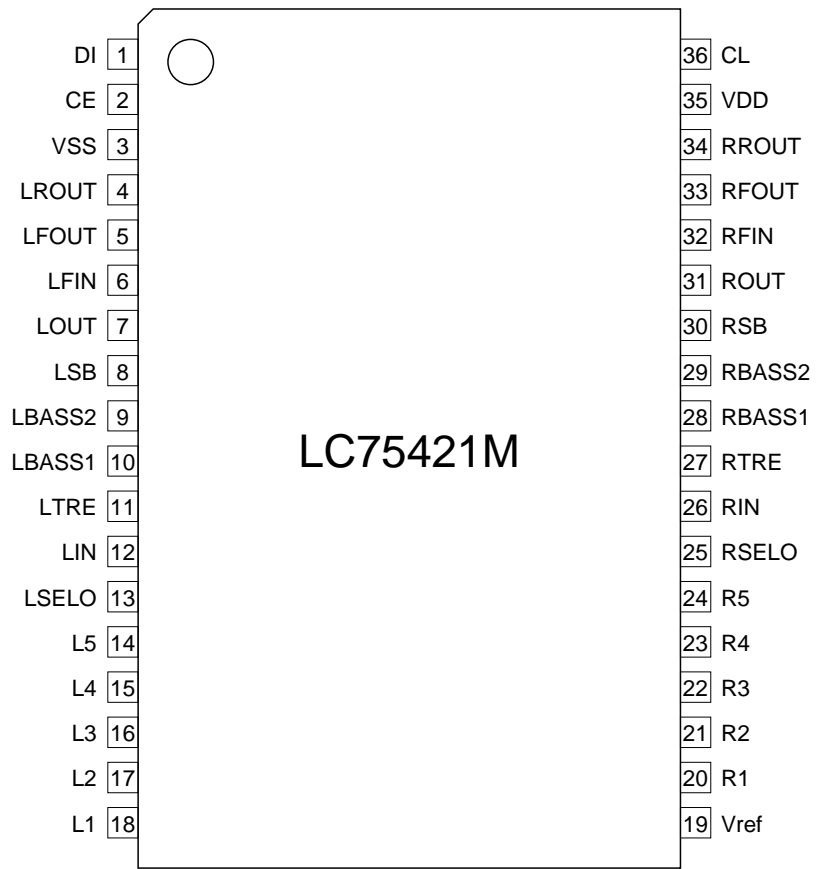 DI 1 36 CL
CE 2 35 VDD
VSS 3 34 RROUT
LROUT 4 33 RFOUT
LFOUT 5 32 RFIN
LFIN 6 31 ROUT
LOUT 7 30 RSB
LSB 8 29 RBASS2
LBASS2 9 28 RBASS1
LBASS1 10 LC75421M 27 RTRE
LTRE 11 26 RIN
LIN 12 25 RSELO
LSELO 13 24 R5
L5 14 23 R4
L4 15 22 R3
L3 16 21 R2
L2 17 20 R1
L1 18 19 Vref